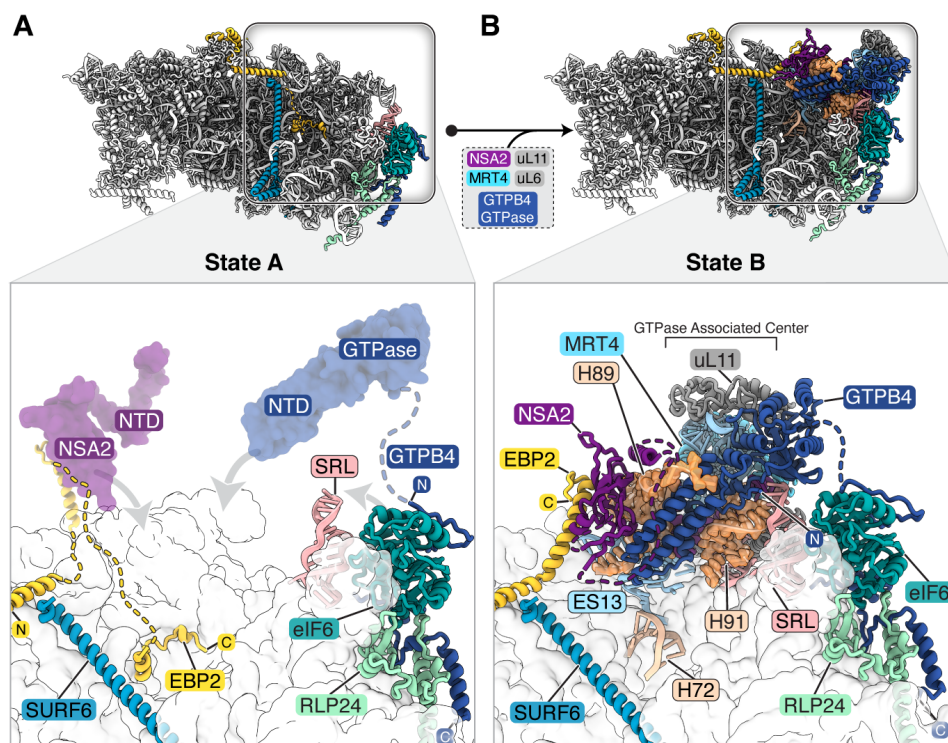 A
B
NSA2 uL11
MRT4 uL6
GTPB4
GTPase
State A
State B
GTPase
NTD
NTD
NSA2
SRL
GTPB4
N
eIF6
N
C
EBP2
SURF6
RLP24
C
GTPase Associated Center
MRT4
uL11
H89
GTPB4
NSA2
EBP2
C
N
ES13
H91
SRL
eIF6
H72
RLP24
SURF6
C